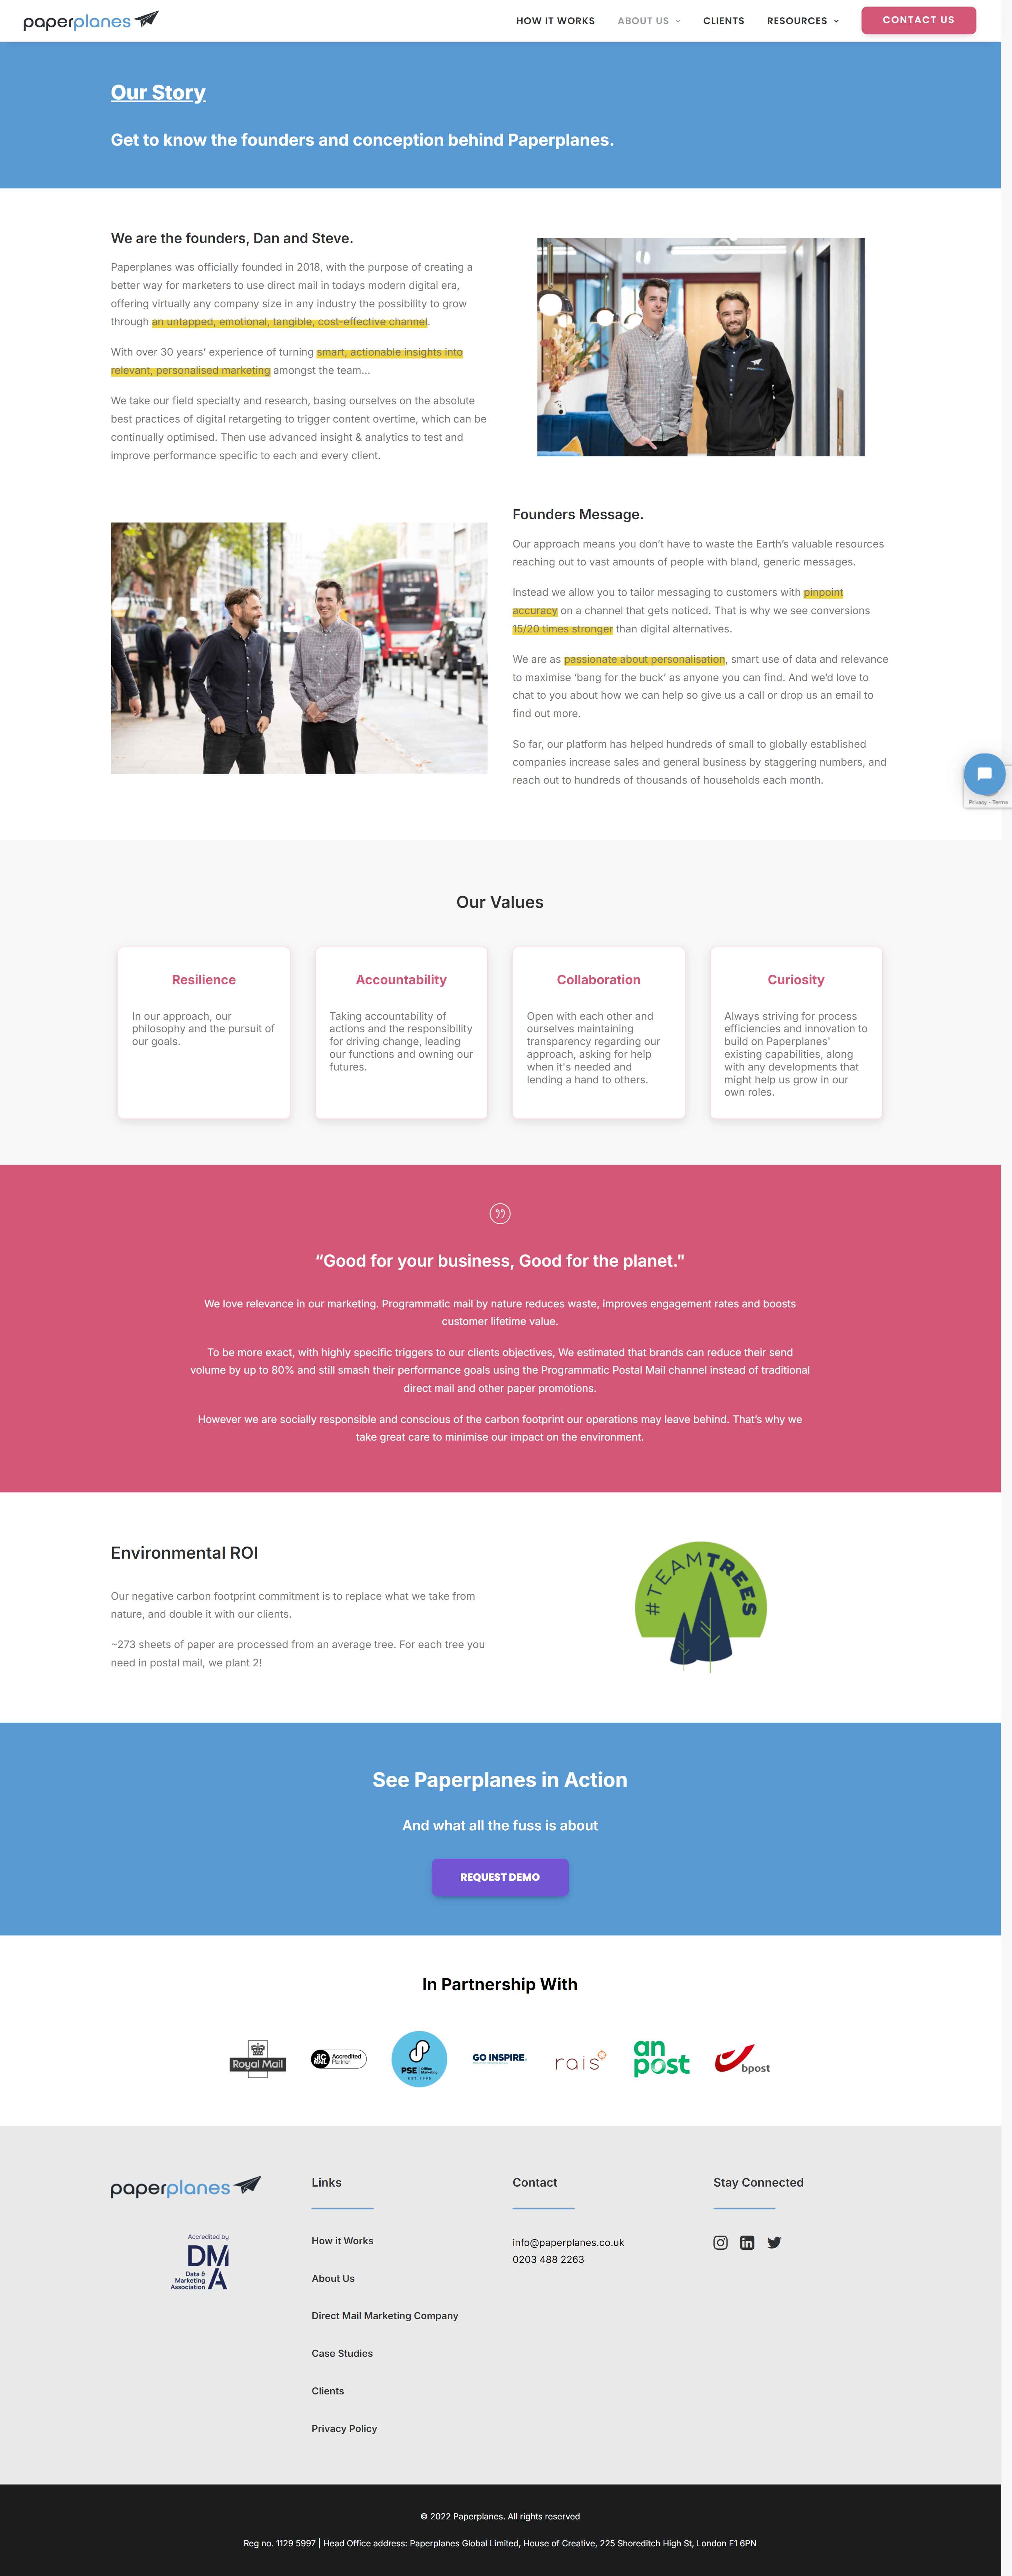 paperplanes
HOW IT WORKS
ABOUT US
CLIENTS
RESOURCES
CONTACT US
Our Story
Get to know the founders and conception behind Paperplanes.
We are the founders, Dan and Steve.
Paperplanes was officially founded in 2018, with the purpose of creating a
better way for marketers to use direct mail in todays modern digital era,
offering virtually any company size in any industry the possibility to grow
through an untapped, emotional, tangible, cost-effective channel.
With over 30 years' experience of turning smart, actionable insights into
relevant, personalised marketing amongst the team...
We take our field specialty and research, basing ourselves on the absolute
best practices of digital retargeting to trigger content overtime, which can be
continually optimised. Then use advanced insight & analytics to test and
improve performance specific to each and every client.
Founders Message.
Our approach means you don't have to waste the Earth's valuable resources
reaching out to vast amounts of people with bland, generic messages.
Instead we allow you to tailor messaging to customers with pinpoint
accuracy on a channel that gets noticed. That is why we see conversions
15/20 times stronger than digital alternatives.
We are as passionate about personalisation, smart use of data and relevance
to maximise 'bang for the buck' as anyone you can find. And we'd love to
chat to you about how we can help so give us a call or drop us an email to
find out more.
So far, our platform has helped hundreds of small to globally established
companies increase sales and general business by staggering numbers, and
reach out to hundreds of thousands of households each month.
Privacy - Terms
Our Values
Resilience
In our approach, our
philosophy and the pursuit of
our goals.
Accountability
Taking accountability of
actions and the responsibility
for driving change, leading
our functions and owning our
futures.
Collaboration
Open with each other and
ourselves maintaining
transparency regarding our
approach, asking for help
when it's needed and
lending a hand to others.
Curiosity
Always striving for process
efficiencies and innovation to
build on Paperplanes'
existing capabilities, along
with any developments that
might help us grow in our
own roles.
“Good for your business, Good for the planet."
We love relevance in our marketing. Programmatic mail by nature reduces waste, improves engagement rates and boosts
customer lifetime value.
To be more exact, with highly specific triggers to our clients objectives, We estimated that brands can reduce their send
volume by up to 80% and still smash their performance goals using the Programmatic Postal Mail channel instead of traditional
direct mail and other paper promotions.
However we are socially responsible and conscious of the carbon footprint our operations may leave behind. That's why we
take great care to minimise our impact on the environment.
Environmental ROI
Our negative carbon footprint commitment is to replace what we take from
nature, and double it with our clients.
~273 sheets of paper are processed from an average tree. For each tree you
need in postal mail, we plant 2!
#TEAMTREES
See Paperplanes in Action
And what all the fuss is about
REQUEST DEMO
In Partnership With
Royal Mail
Accredited
Partner
PSE
Offline
Marketing
EST 1995
GO INSPIRE
rais
an
post
bpost
paperplanes
Accredited by
DMA
Data &
Marketing
Association
Links
How it Works
About Us
Direct Mail Marketing Company
Case Studies
Clients
Privacy Policy
Contact
info@paperplanes.co.uk
0203 488 2263
Stay Connected
© 2022 Paperplanes. All rights reserved
Reg no. 1129 5997 | Head Office address: Paperplanes Global Limited, House of Creative, 225 Shoreditch High St, London E1 6PN